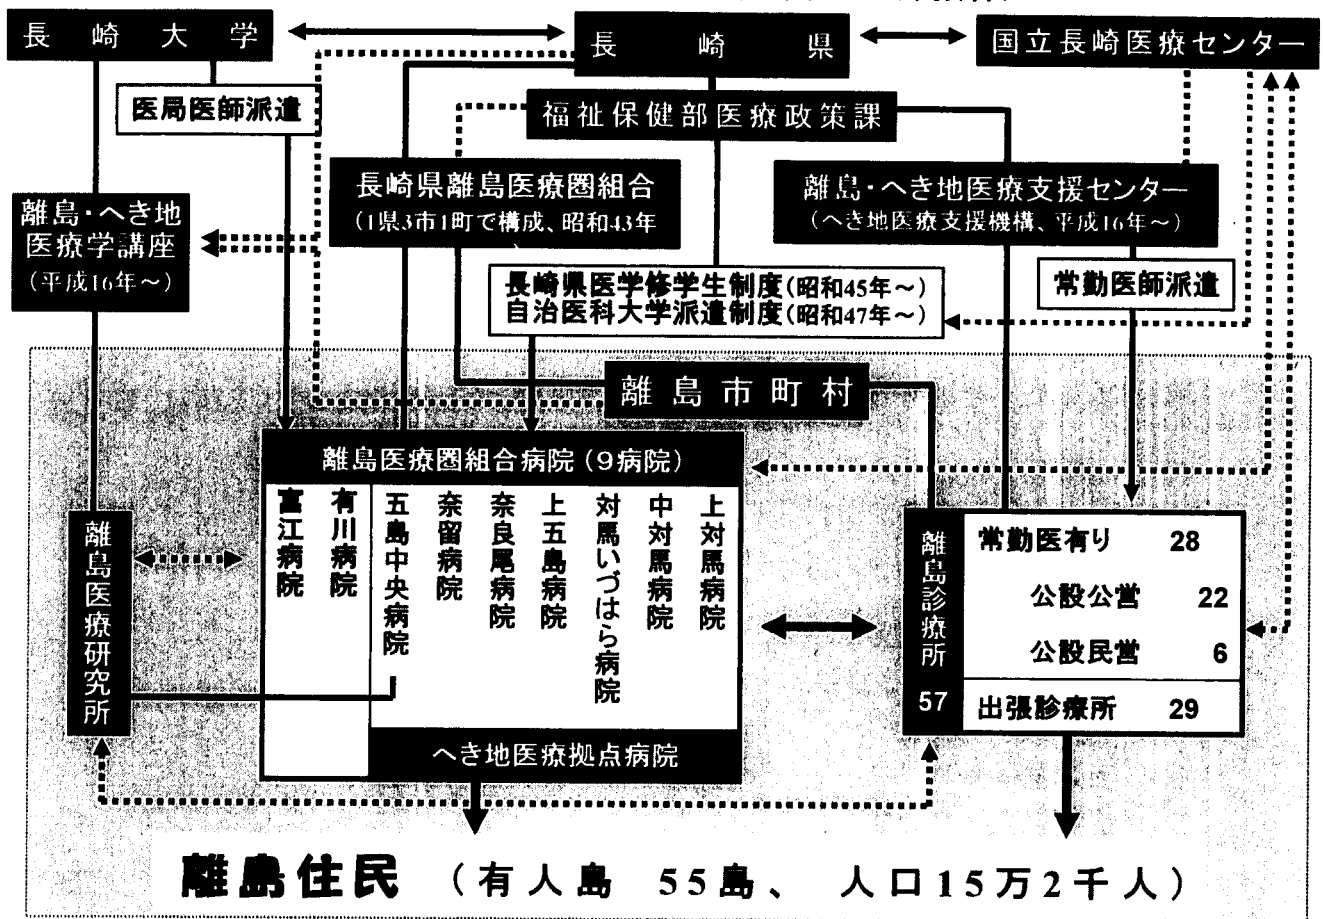 長崎大学
長崎県
国立長崎医療センター
医局医師派遣
福祉保健部医療政策課
長崎県離島医療圏組合
(1県3市1町で構成、昭和43年
)
離島・へき地医療支援センター
(へき地医療支援機構、平成16年～)
離島・へき地
医療学講座
(平成16年～)
長崎県医学修学生制度(昭和45年～)
自治医科大学派遣制度(昭和47年～)
常勤医師派遣
離島市町村
離島医療圏組合病院(9病院)
富江病院
有川病院
五島中央病院
奈留病院
奈良尾病院
上五島病院
対馬いづはら病院
中対馬病院
上対馬病院
へき地医療拠点病院
離島医療研究所
離島診療所
57
常勤医有り 28
公設公営 22
公設民営 6
出張診療所 29
離島住民 (有人島 55島、 人口15万2千人)